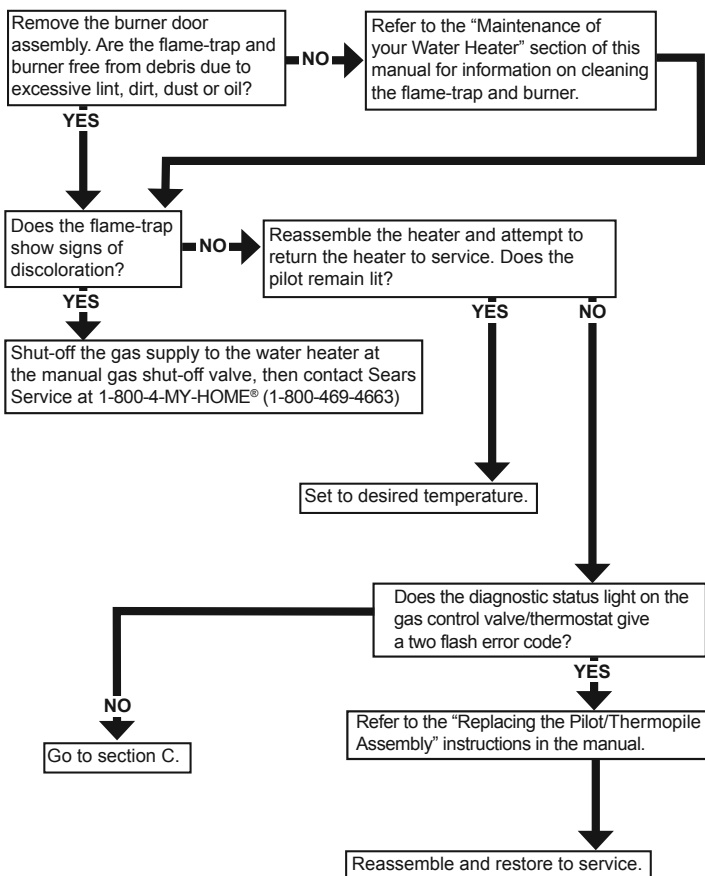 Remove the burner door
assembly. Are the flame-trap and
burner free from debris due to
excessive lint, dirt, dust or oil?
NO
Refer to the “Maintenance of
your Water Heater” section of this
manual for information on cleaning
the flame-trap and burner.
YES
Does the flame-trap
show signs of
discoloration?
NO
Reassemble the heater and attempt to
return the heater to service. Does the
pilot remain lit?
YES
YES
NO
Shut-off the gas supply to the water heater at
the manual gas shut-off valve, then contact Sears
Service at 1-800-4-MY-HOME® (1-800-469-4663)
Set to desired temperature.
Does the diagnostic status light on the
gas control valve/thermostat give
a two flash error code?
YES
NO
Refer to the “Replacing the Pilot/Thermopile
Assembly” instructions in the manual.
Go to section C.
Reassemble and restore to service.